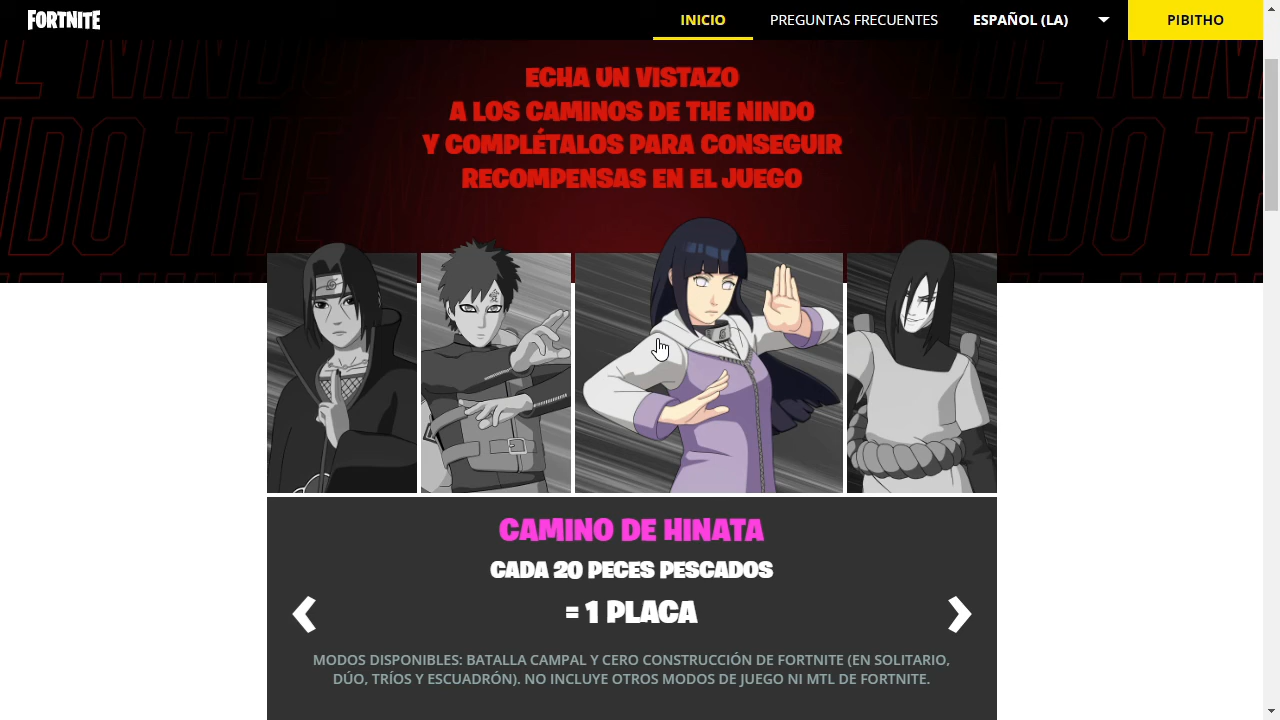 FORTNITE
INICIO
PREGUNTAS FRECUENTES
ESPAÑOL (LA)
PIBITHO
ECHA UN VISTAZO
A LOS CAMINOS DE THE NINDO
Y COMPLÉTALOS PARA CONSEGUIR
RECOMPENSAS EN EL JUEGO
CAMINO DE HINATA
CADA 20 PECES PESCADOS
= 1 PLACA
MODOS DISPONIBLES: BATALLA CAMPAL Y CERO CONSTRUCCIÓN DE FORTNITE (EN SOLITARIO,
DÚO, TRÍOS Y ESCUADRÓN). NO INCLUYE OTROS MODOS DE JUEGO NI MTL DE FORTNITE.